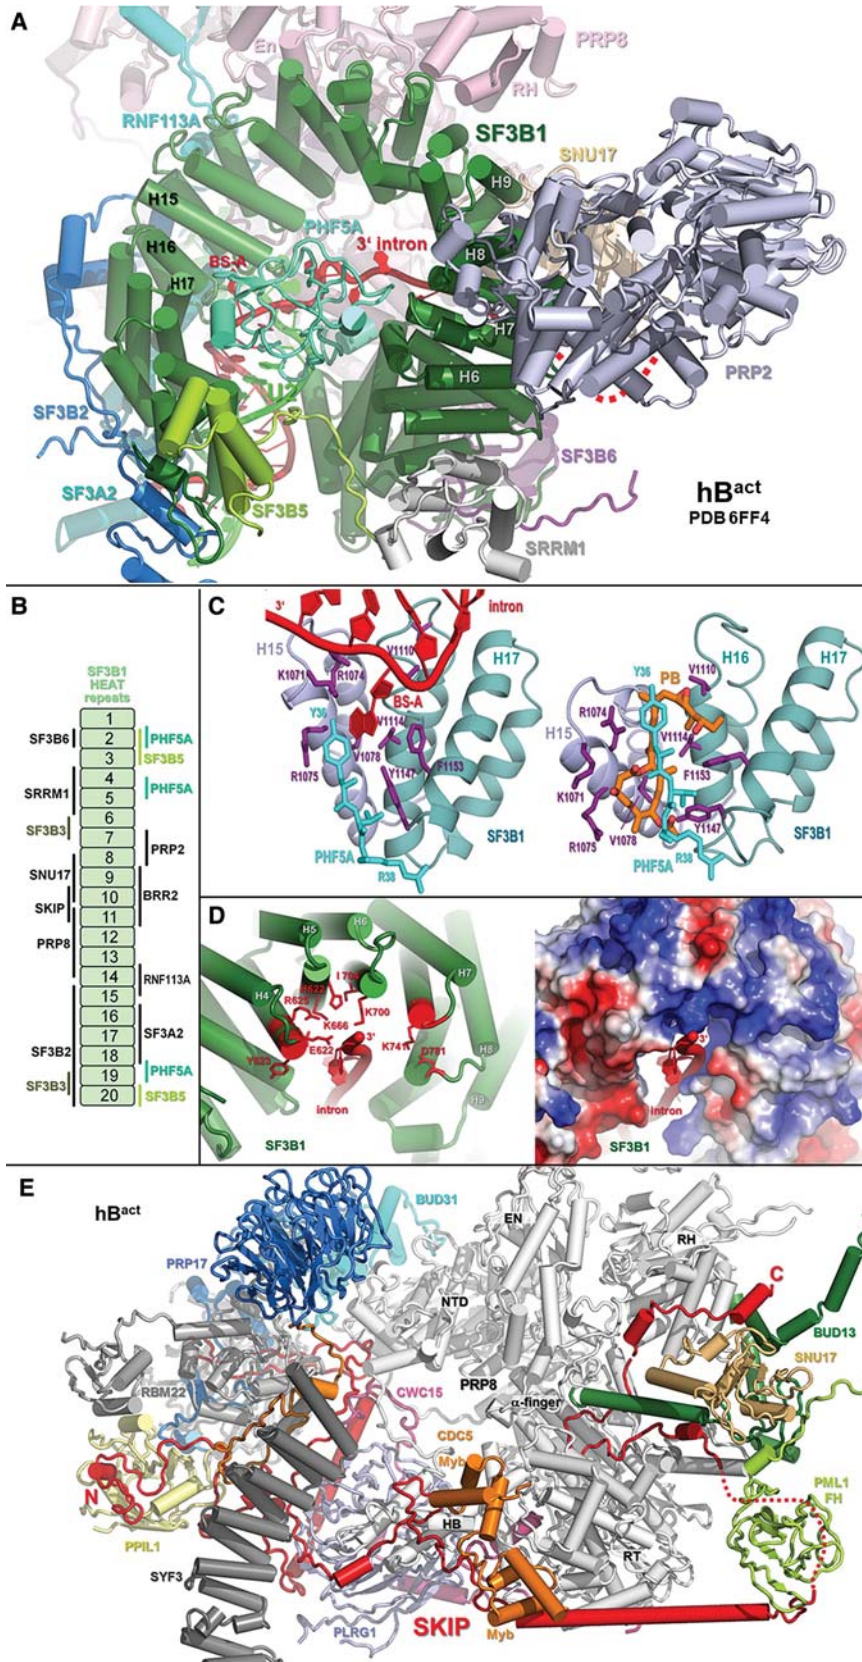 A
En
PRP8
RH
RNF113A
SF3B1
SNU17
H9
H15
PHF5A
3' intron
H8
H16
BS-A
H17
H7
PRP2
H6
U2
SF3B2
SF3B6
SF3A2
SF3B5
hBact
PDB 6FF4
SRRM1
B
SF3B1
HEAT
repeats
1
SF3B6
2
PHF5A
3
SF3B5
4
PHF5A
SRRM1
5
6
SF3B3
7
PRP2
8
SNU17
9
BRR2
SKIP
10
11
PRP8
12
13
14
RNF113A
15
16
SF3A2
17
SF3B2
18
19
PHF5A
SF3B3
20
SF3B5
C
3'
intron
H15
V1110
H17
K1071
R1074
BS-A
Y36
V1114
R1075
V1078
F1153
Y1147
SF3B1
PHF5A
R38
Y36
H16
H17
PB
V1110
R1074
H15
V1114
F1153
K1071
Y1147
R1075
V1078
PHF5A
R38
SF3B1
D
H6
H5
H7
H4
R625
K700
K666
K741
Y623
E622
3'
D781
H8
intron
H9
SF3B1
3'
intron
SF3B1
E
hBact
BUD31
EN
RH
PRP17
C
NTD
BUD13
SNU17
PRP8
RBM22
CWC15
α-finger
CDC5
Myb
N
PML1
FH
PPIL1
HB
RT
SYF3
SKIP
PLRG1
Myb